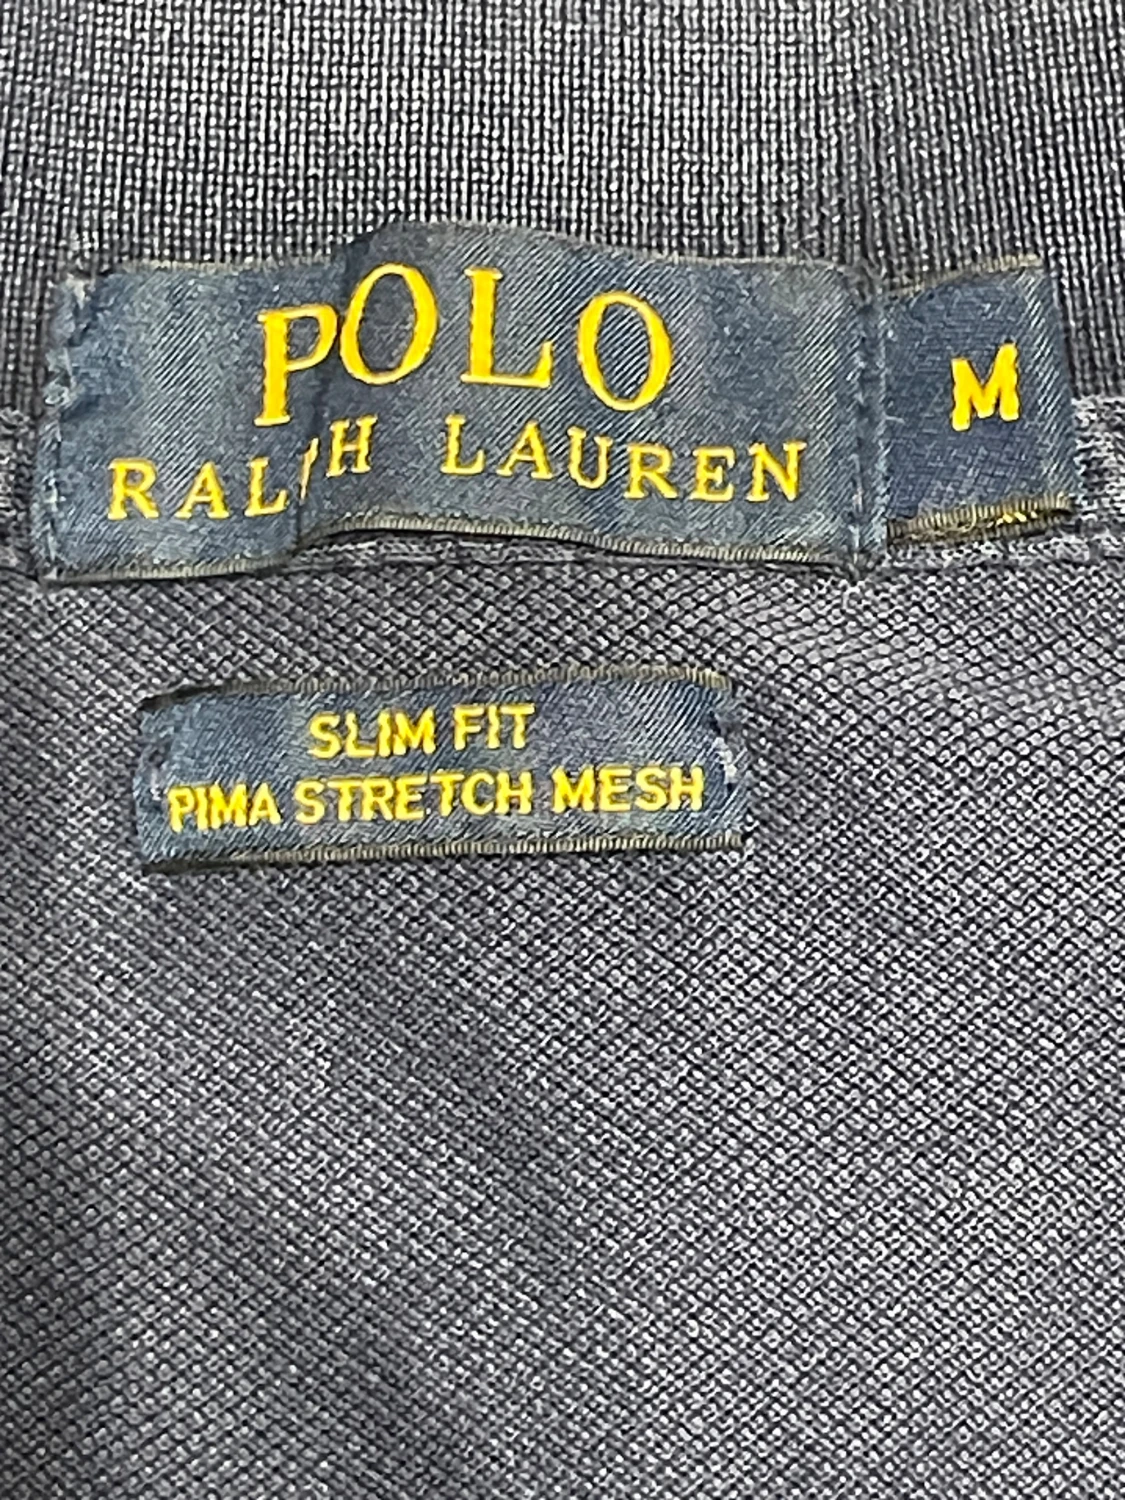 POLO
RALPH LAUREN
M
SLIM FIT
PIMA STRETCH MESH